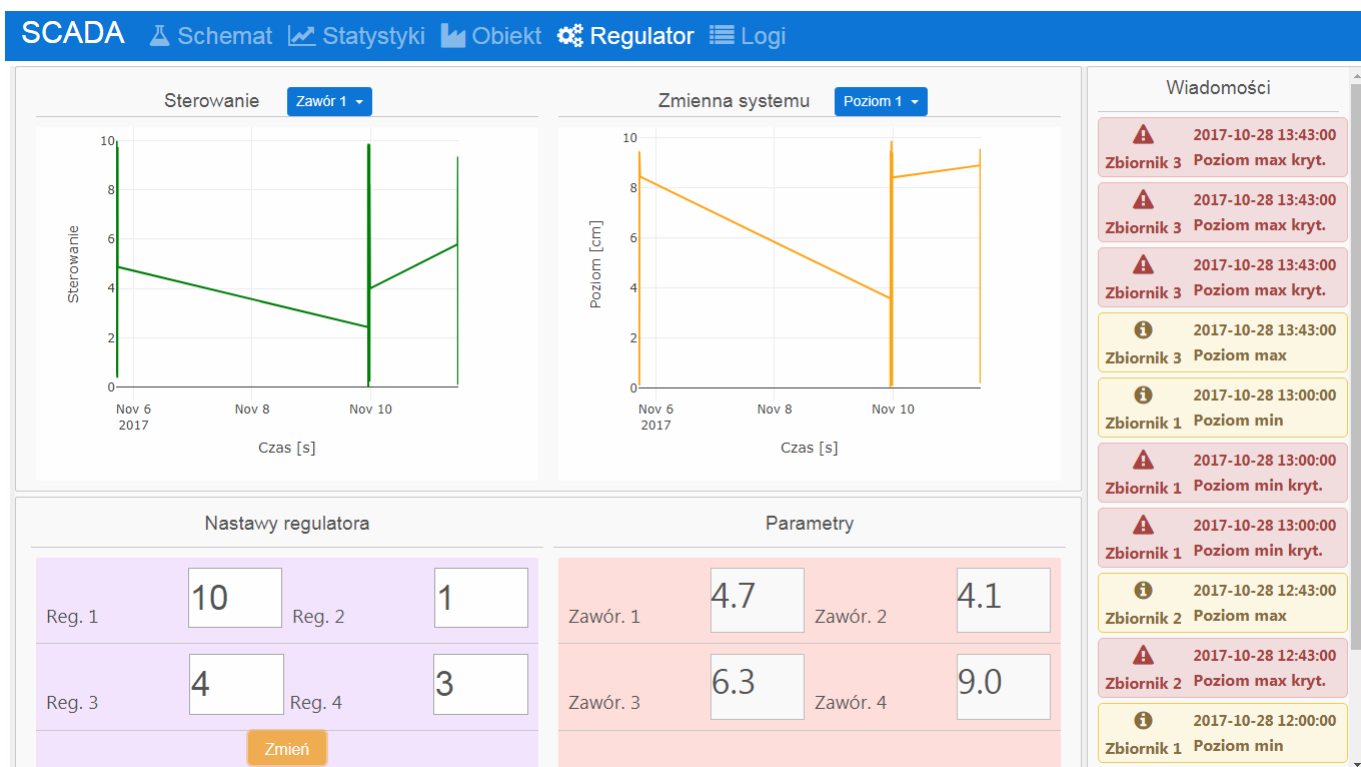 SCADA Schemat Statystyki Obiekt Regulator Logi
Sterowanie Zawór 1
Zmienna systemu Poziom 1
10
8
6
4
2
0
Sterowanie
Nov 6
2017
Nov 8
Nov 10
Czas [s]
10
8
6
4
2
0
Poziom [cm]
Nov 6
2017
Nov 8
Nov 10
Czas [s]
Nastawy regulatora
Reg. 1 10 Reg. 2 1
Reg. 3 4 Reg. 4 3
Zmień
Parametry
Zawór. 1 4.7 Zawór. 2 4.1
Zawór. 3 6.3 Zawór. 4 9.0
Wiadomości
2017-10-28 13:43:00
Zbiornik 3 Poziom max kryt.
2017-10-28 13:43:00
Zbiornik 3 Poziom max kryt.
2017-10-28 13:43:00
Zbiornik 3 Poziom max kryt.
2017-10-28 13:43:00
Zbiornik 3 Poziom max
2017-10-28 13:00:00
Zbiornik 1 Poziom min
2017-10-28 13:00:00
Zbiornik 1 Poziom min kryt.
2017-10-28 13:00:00
Zbiornik 1 Poziom min kryt.
2017-10-28 12:43:00
Zbiornik 2 Poziom max
2017-10-28 12:43:00
Zbiornik 2 Poziom max kryt.
2017-10-28 12:00:00
Zbiornik 1 Poziom min